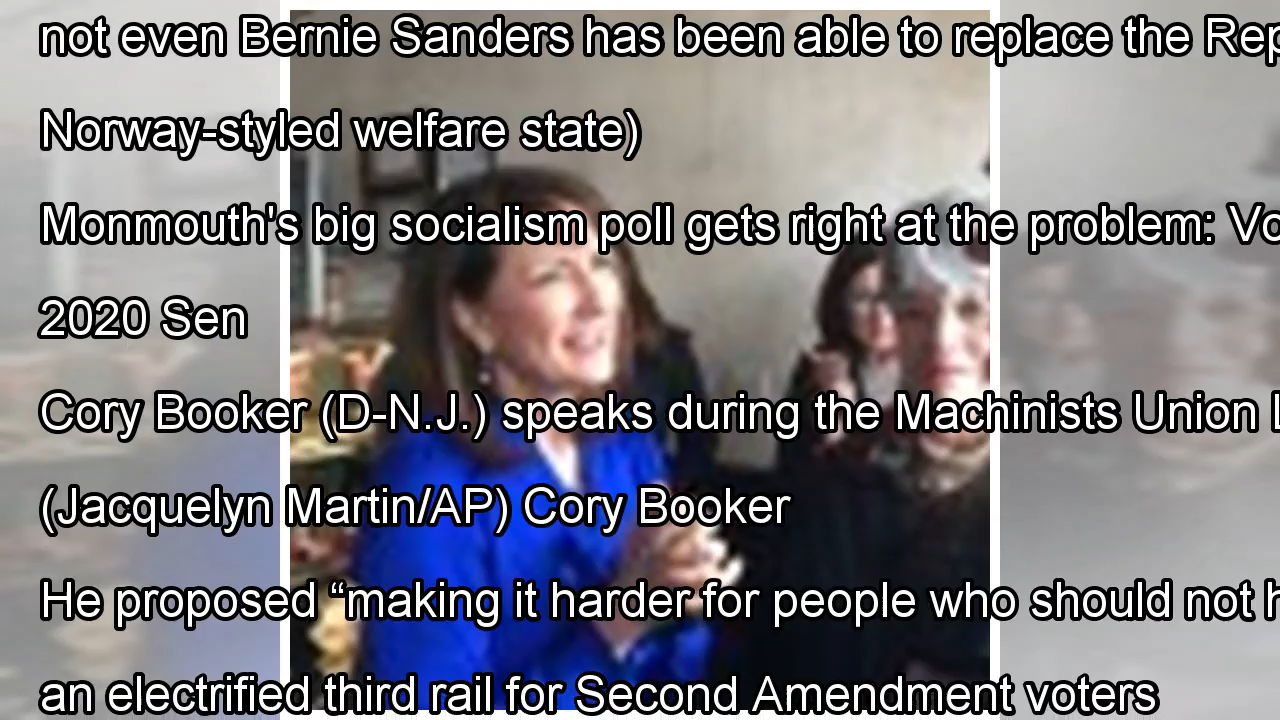 not even Bernie Sanders has been able to replace the Rep
Norway-styled welfare state)
Monmouth's big socialism poll gets right at the problem: Vo
2020 Sen
Cory Booker (D-N.J.) speaks during the Machinists Union L
(Jacquelyn Martin/AP) Cory Booker
He proposed “making it harder for people who should not h
an electrified third rail for Second Amendment voters